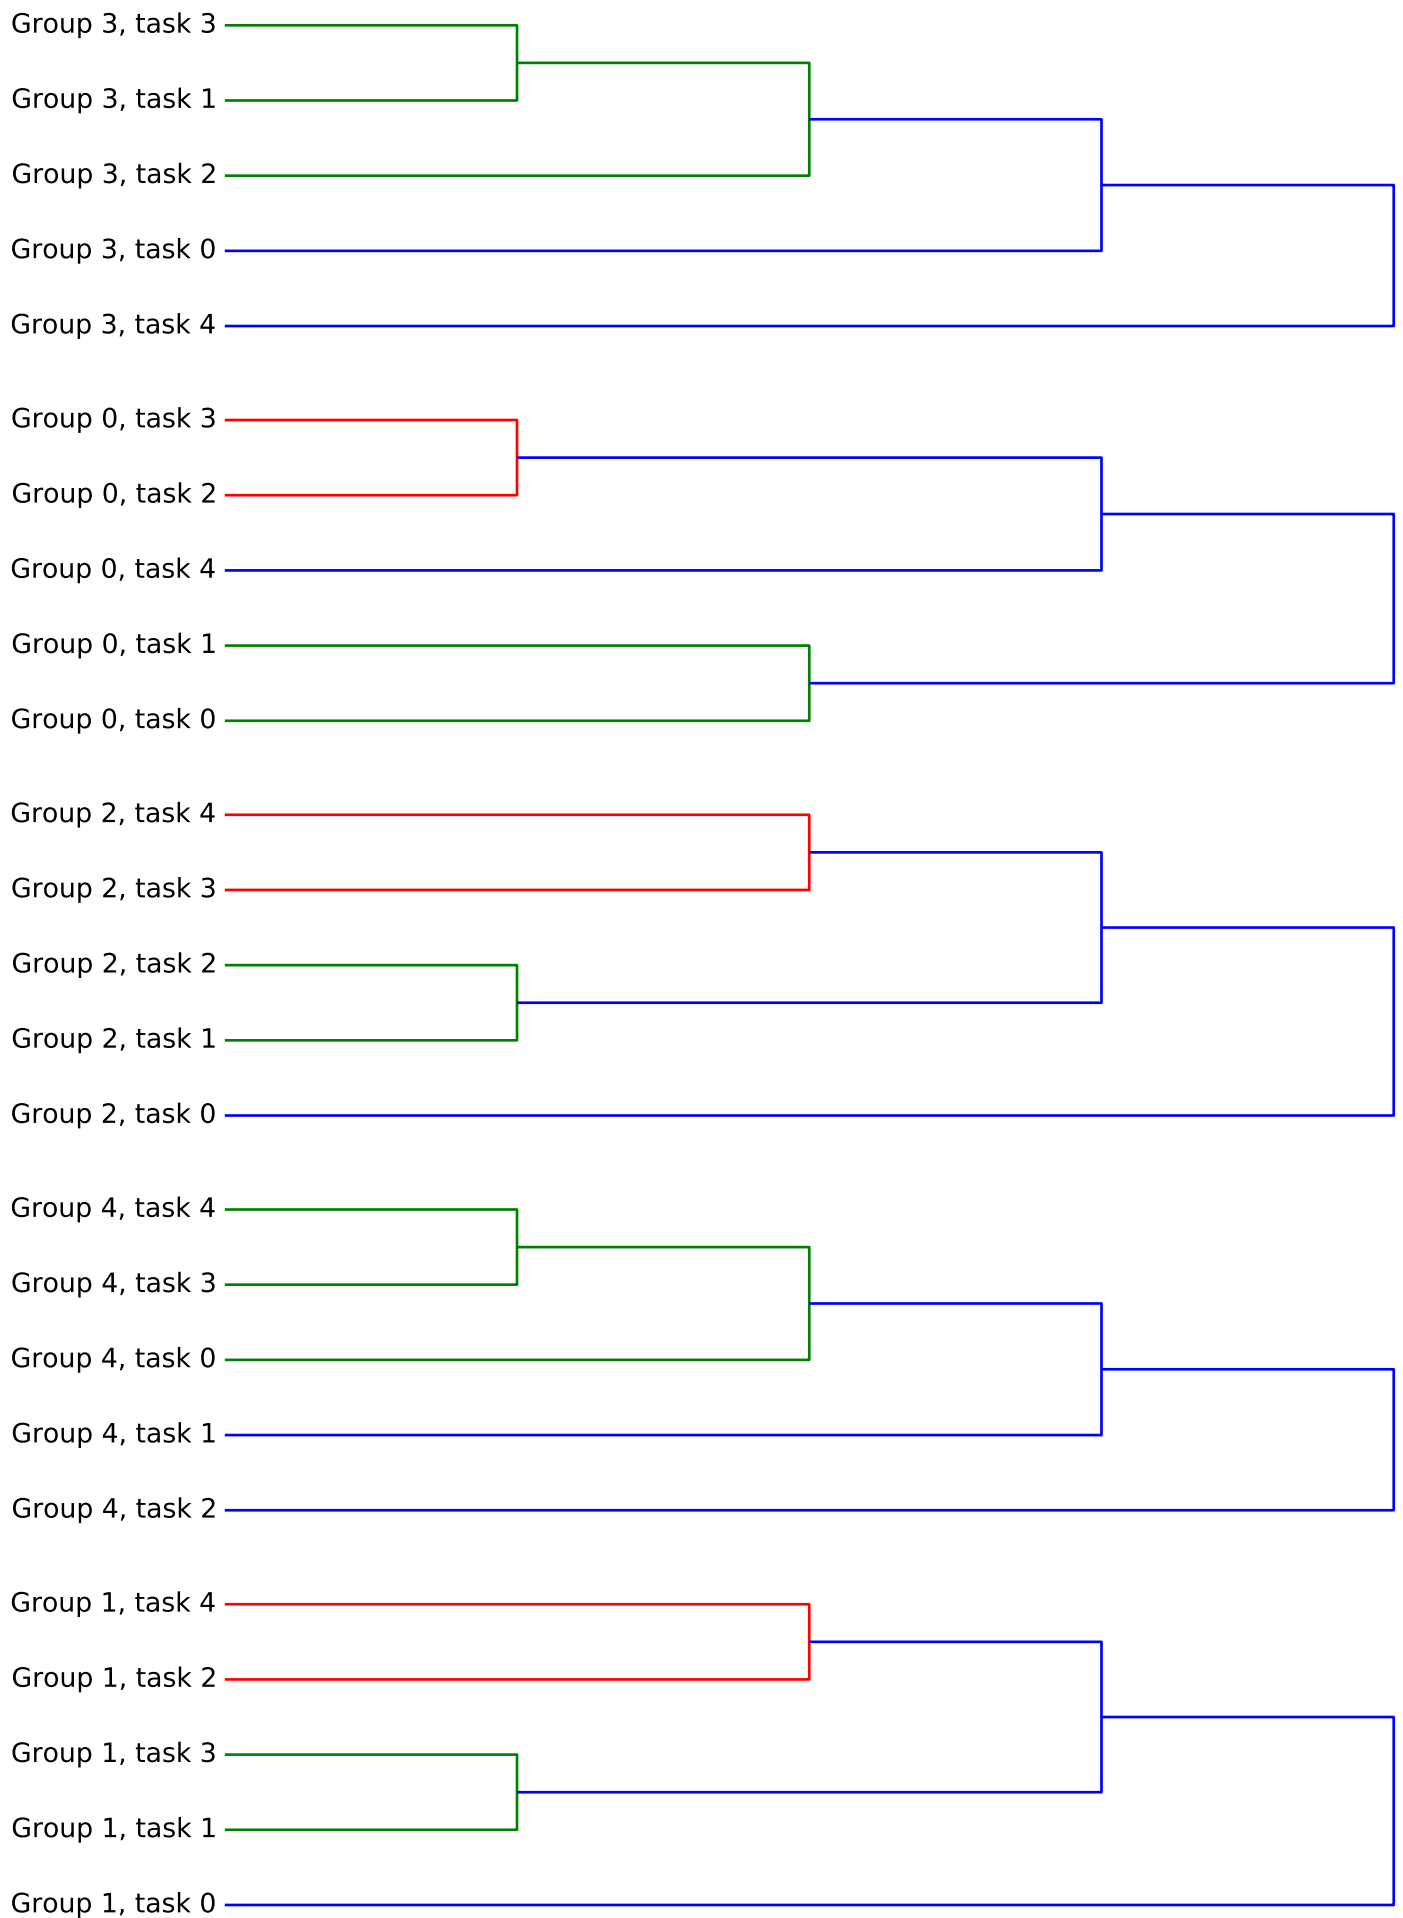 Group 3, task 3
Group 3, task 1
Group 3, task 2
Group 3, task 0
Group 3, task 4
Group 0, task 3
Group 0, task 2
Group 0, task 4
Group 0, task 1
Group 0, task 0
Group 2, task 4
Group 2, task 3
Group 2, task 2
Group 2, task 1
Group 2, task 0
Group 4, task 4
Group 4, task 3
Group 4, task 0
Group 4, task 1
Group 4, task 2
Group 1, task 4
Group 1, task 2
Group 1, task 3
Group 1, task 1
Group 1, task 0